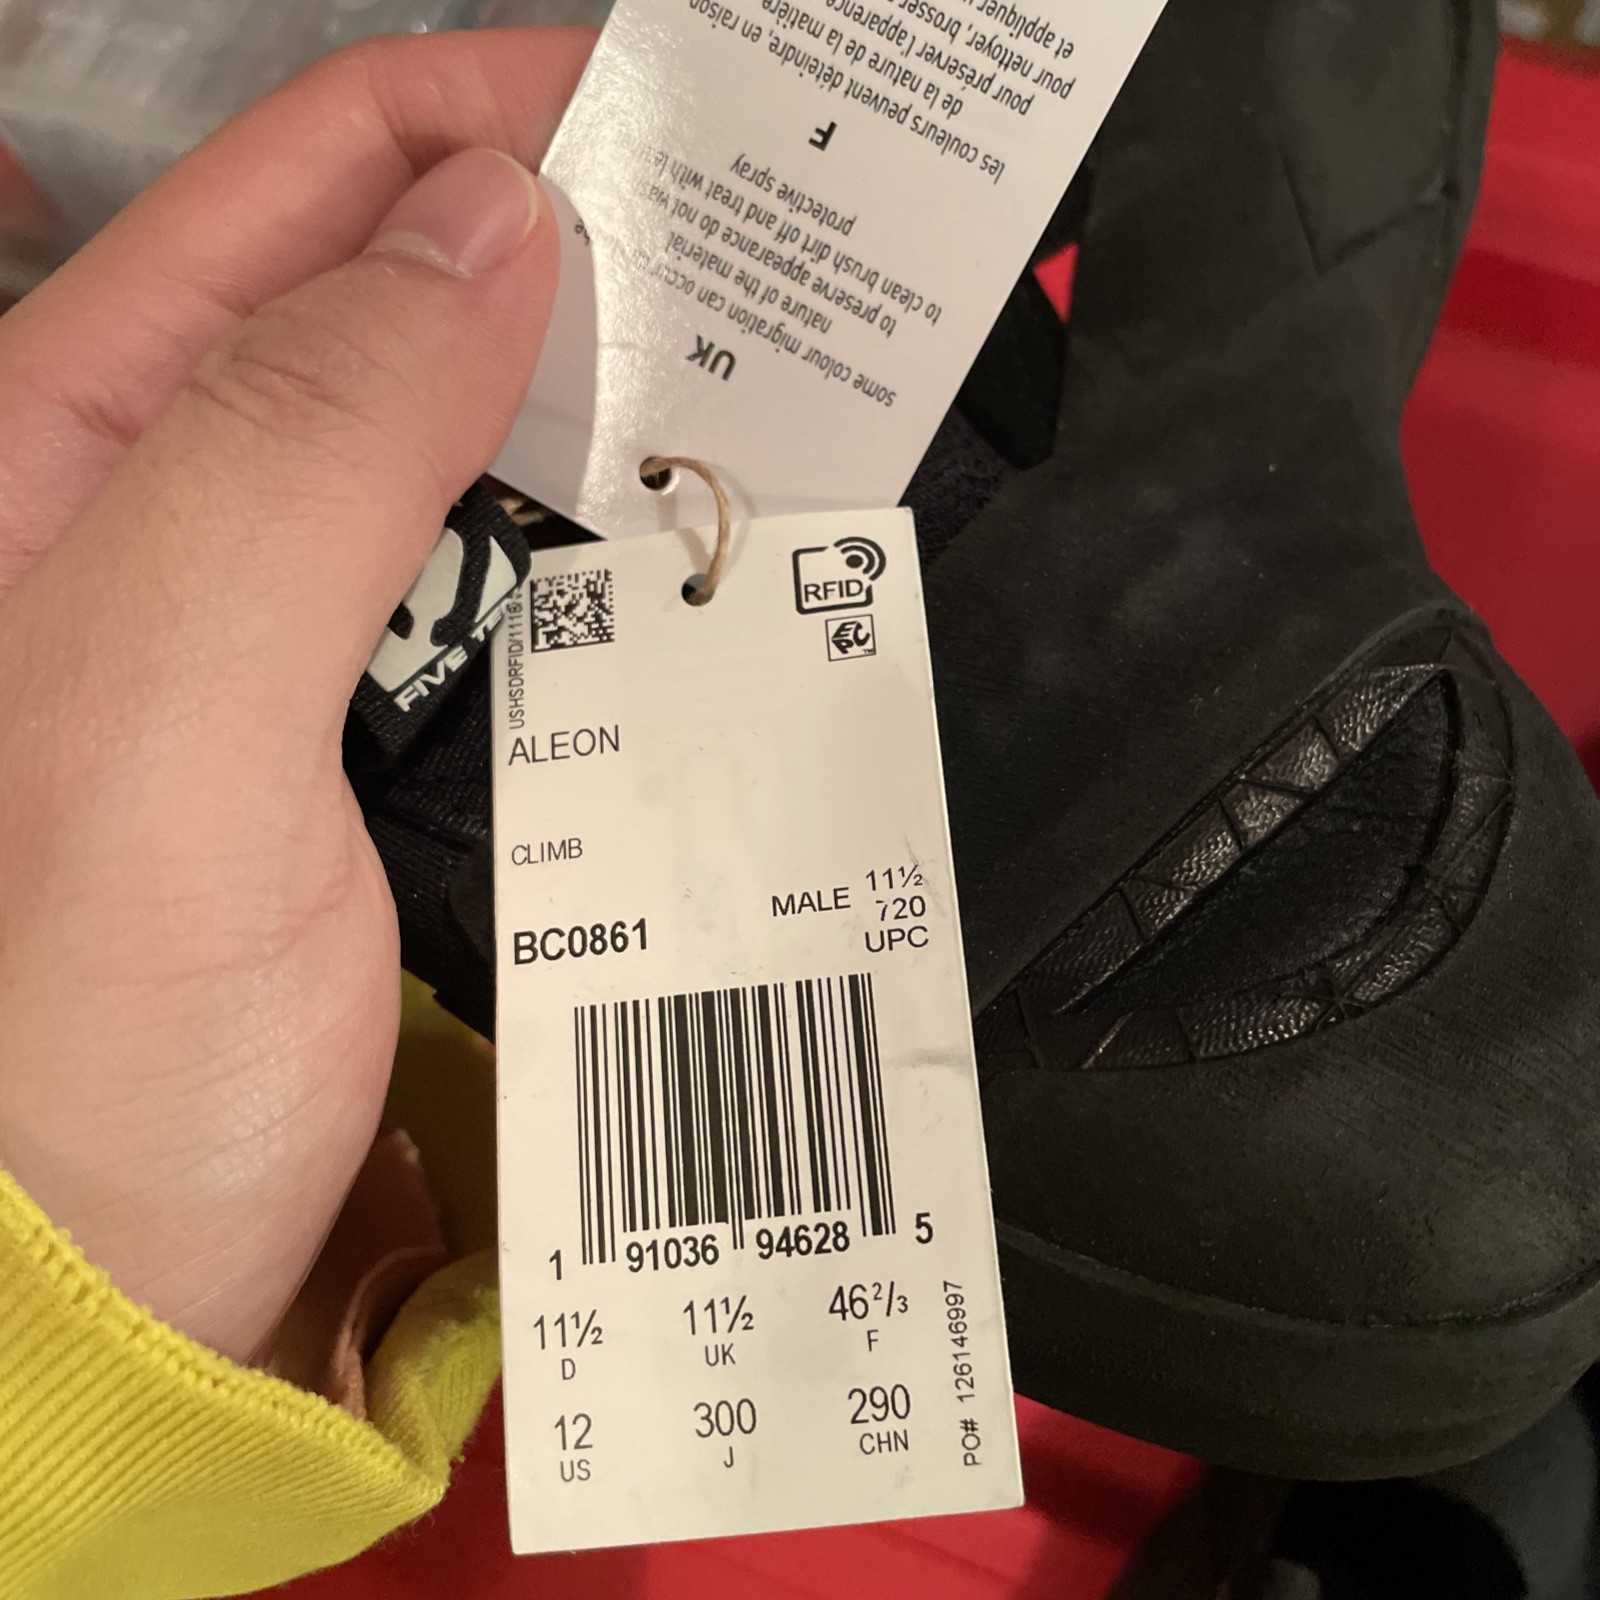 et appliquer
pour nettoyer, brosser
pour préserver l'apparence
de la nature de la matière
les couleurs peuvent déteindre, en raison
F
protective spray
to clean brush dirt off and treat with
to preserve appearance do not
nature of the material
some colour migration can occur
UK
FIVE TEN
RFID
EPC
™
ALEON
CLIMB
MALE 11½
720
UPC
BC0861
1 91036 94628 5
11½ D
11½ UK
46²/₃ F
12 US
300 J
290 CHN
PO# 126146997